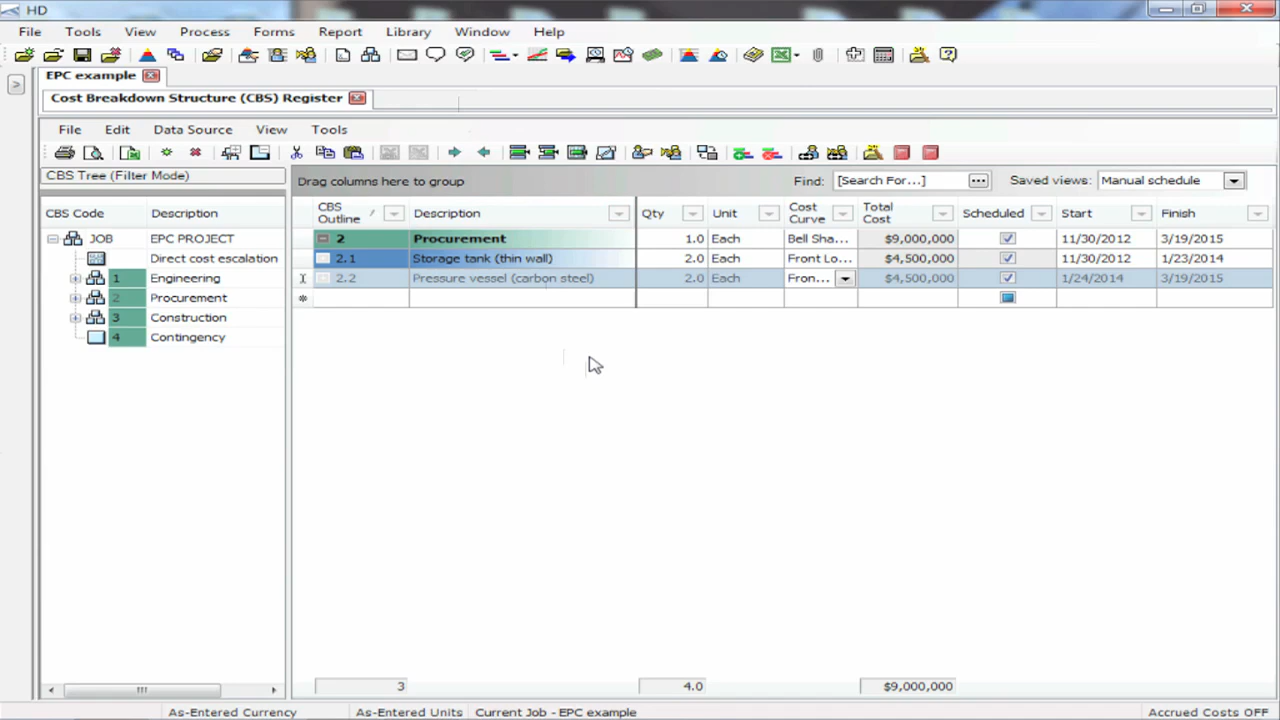 HD
File Tools View Process Forms Report Library Window Help
EPC example
Cost Breakdown Structure (CBS) Register
File Edit Data Source View Tools
CBS Tree (Filter Mode)
Drag columns here to group Find: [Search For...] Saved views: Manual schedule
CBS Code Description
JOB EPC PROJECT
Direct cost escalation
1 Engineering
2 Procurement
3 Construction
4 Contingency
CBS Outline Description Qty Unit Cost Curve Total Cost Scheduled Start Finish
2 Procurement 1.0 Each Bell Sha... $9,000,000 11/30/2012 3/19/2015
2.1 Storage tank (thin wall) 2.0 Each Front Lo... $4,500,000 11/30/2012 1/23/2014
2.2 Pressure vessel (carbon steel) 2.0 Each Fron... $4,500,000 1/24/2014 3/19/2015
3 4.0 $9,000,000
As-Entered Currency As-Entered Units Current Job - EPC example Accrued Costs OFF